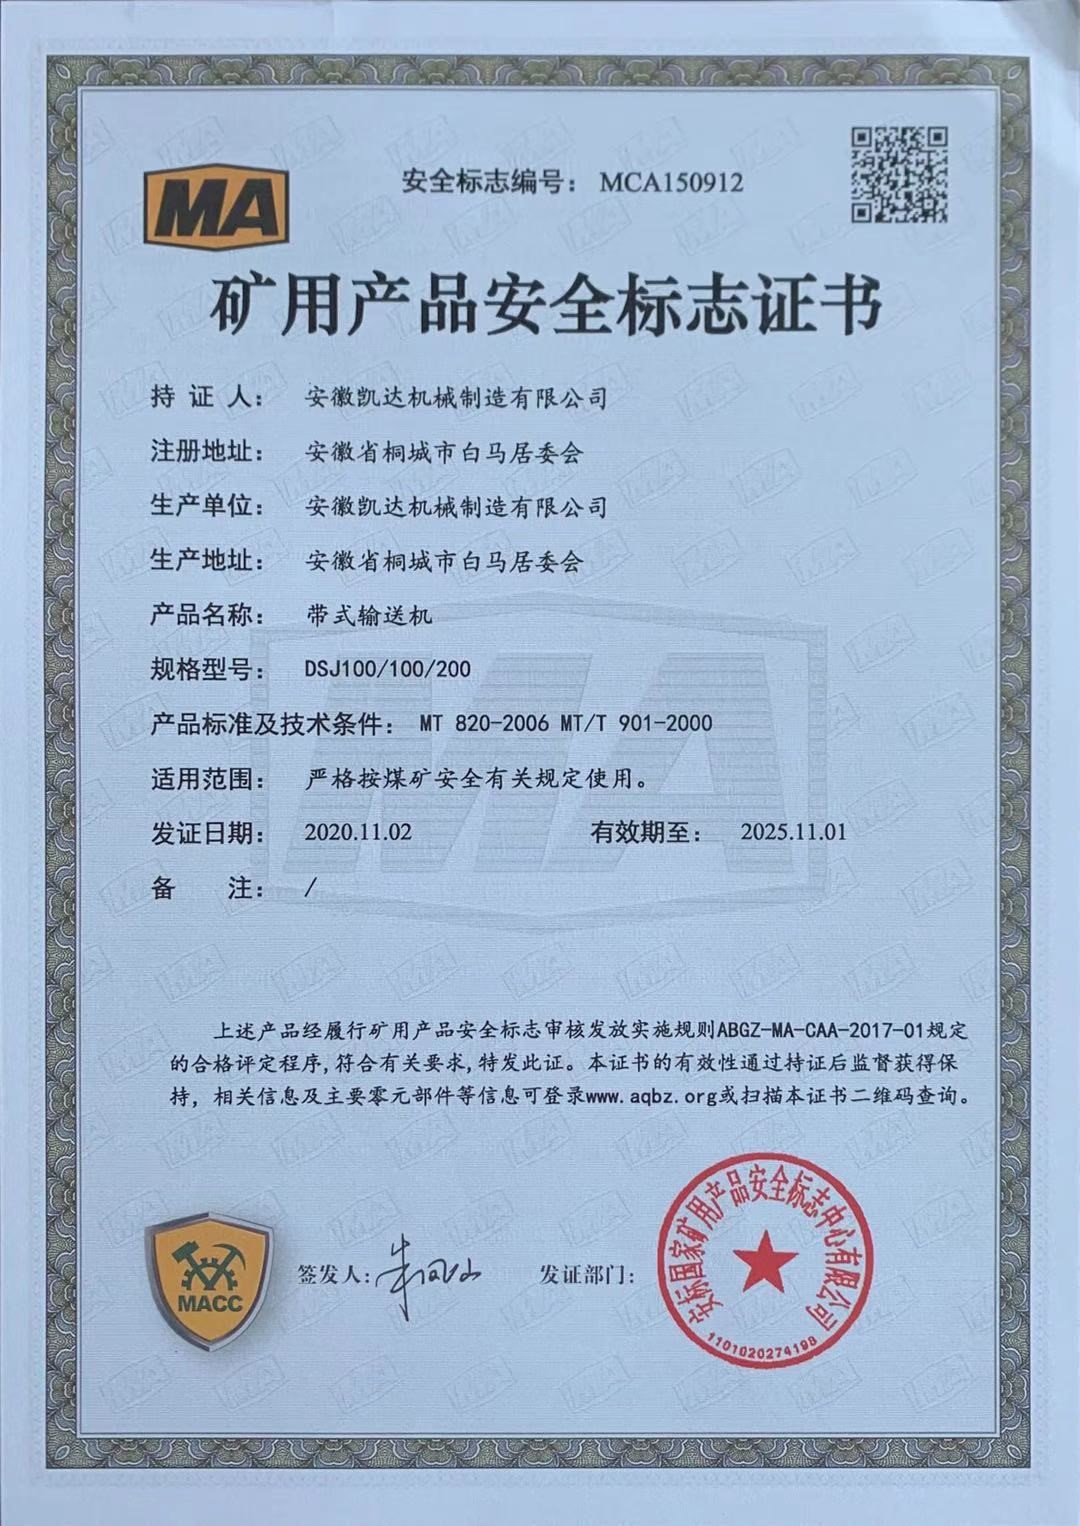 MA
安全标志编号： MCA150912
矿用产品安全标志证书
持 证 人： 安徽凯达机械制造有限公司
注册地址： 安徽省桐城市白马居委会
生产单位： 安徽凯达机械制造有限公司
生产地址： 安徽省桐城市白马居委会
产品名称： 带式输送机
规格型号： DSJ100/100/200
产品标准及技术条件： MT 820-2006 MT/T 901-2000
适用范围： 严格按煤矿安全有关规定使用。
发证日期： 2020.11.02 有效期至： 2025.11.01
备 注： /
上述产品经履行矿用产品安全标志审核发放实施规则ABGZ-MA-CAA-2017-01规定
的合格评定程序,符合有关要求,特发此证。本证书的有效性通过持证后监督获得保
持，相关信息及主要零元部件等信息可登录www.aqbz.org或扫描本证书二维码查询。
MACC
签发人: 发证部门:
安标国家矿用产品安全标志中心有限公司
1101020274198